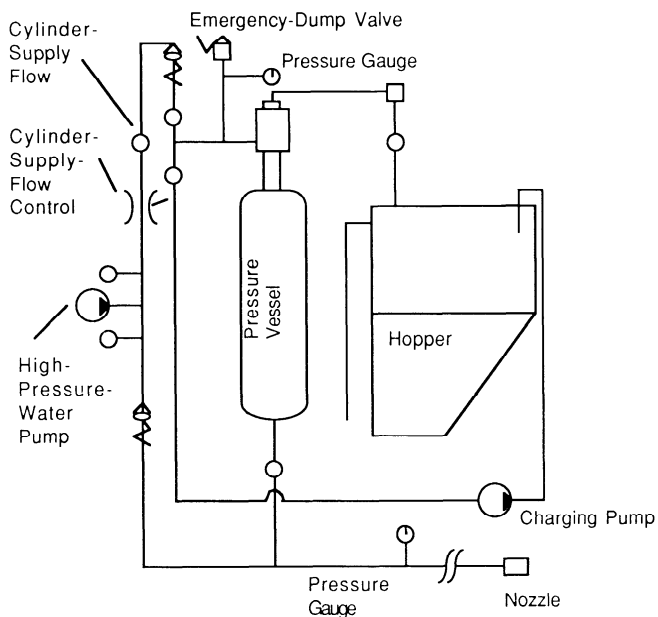 Emergency-Dump Valve
Cylinder-
Supply
Flow
Pressure Gauge
Cylinder-
Supply-
Flow
Control
Pressure
Vessel
Hopper
High-
Pressure-
Water
Pump
Charging Pump
Pressure
Gauge
Nozzle